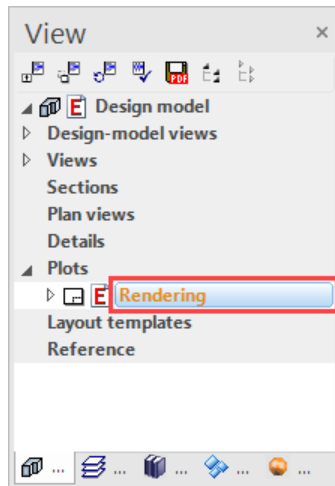 View
PDF
E Design model
Design-model views
Views
Sections
Plan views
Details
Plots
E Rendering
Layout templates
Reference
... ... ... ... ...